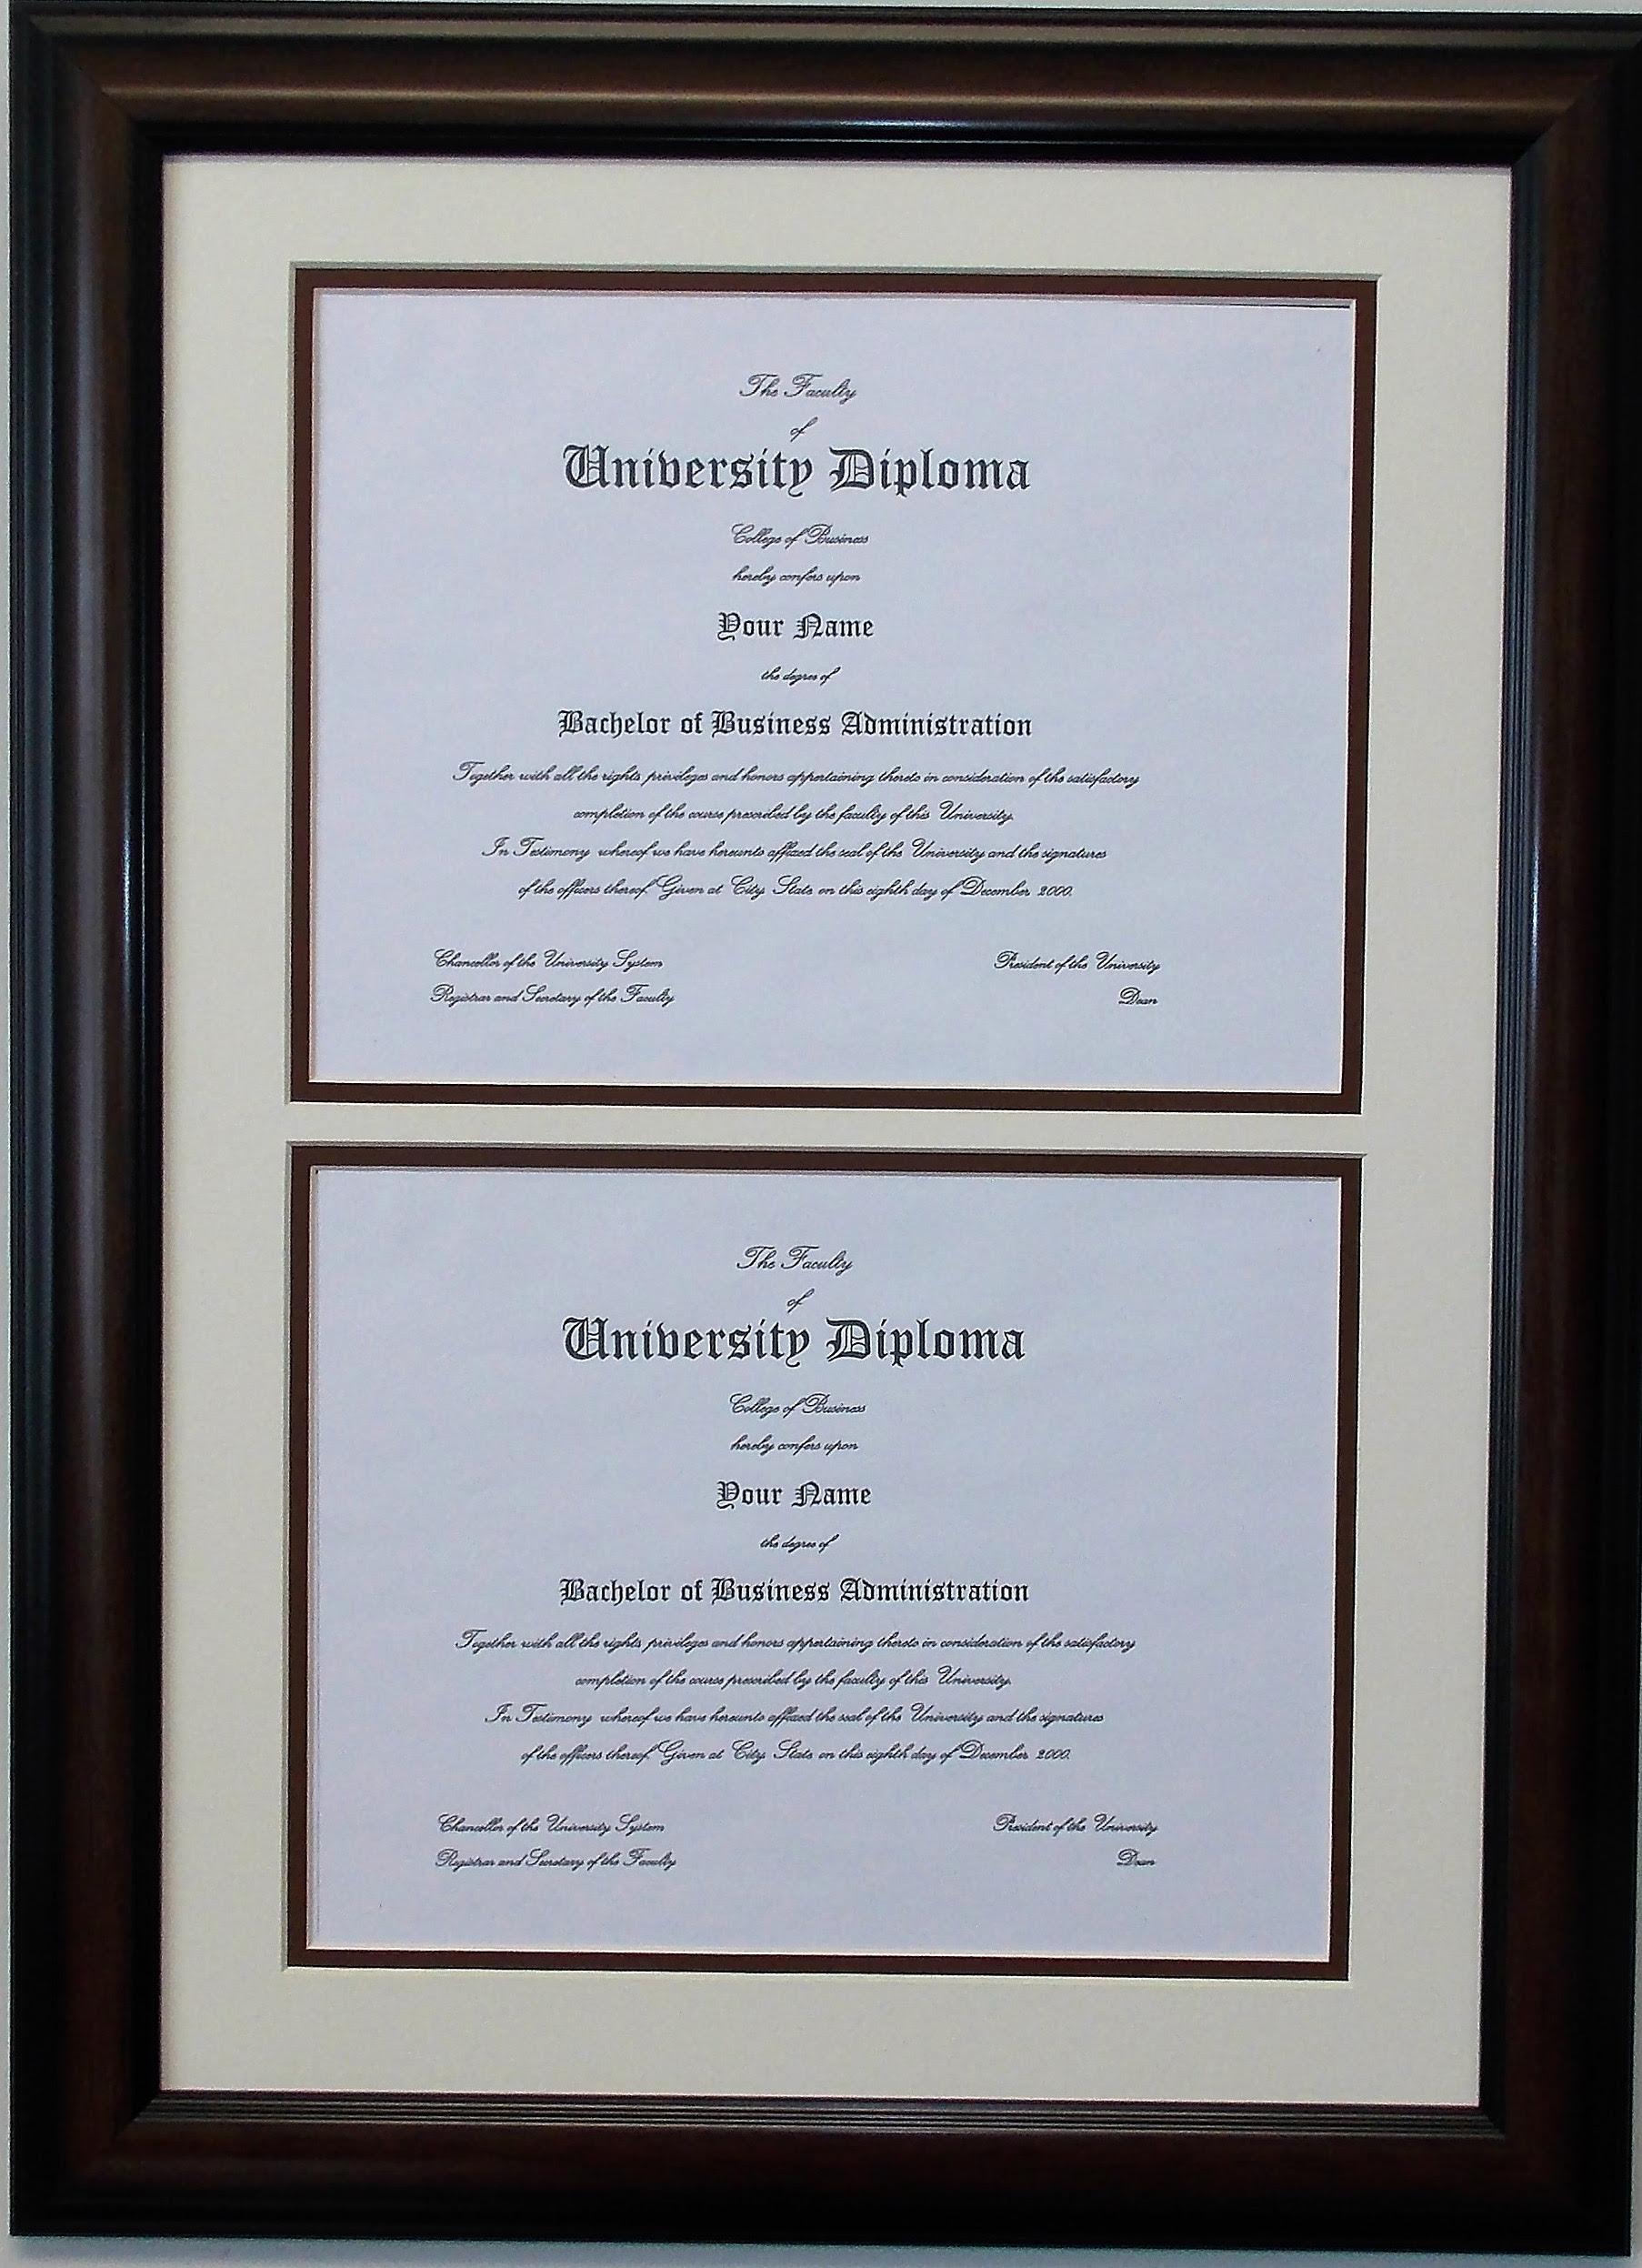 The Faculty
of
University Diploma
College of Business
hereby confers upon
Your Name
the degree of
Bachelor of Business Administration
Together with all the rights, privileges and honors appertaining thereto in consideration of the satisfactory
completion of the course prescribed by the faculty of this University.
In Testimony whereof we have hereunto affixed the seal of the University and the signatures
of the officers thereof. Given at City, State on this eighth day of December, 2000.
Chancellor of the University System President of the University
Registrar and Secretary of the Faculty Dean
The Faculty
of
University Diploma
College of Business
hereby confers upon
Your Name
the degree of
Bachelor of Business Administration
Together with all the rights, privileges and honors appertaining thereto in consideration of the satisfactory
completion of the course prescribed by the faculty of this University.
In Testimony whereof we have hereunto affixed the seal of the University and the signatures
of the officers thereof. Given at City, State on this eighth day of December, 2000.
Chancellor of the University System President of the University
Registrar and Secretary of the Faculty Dean